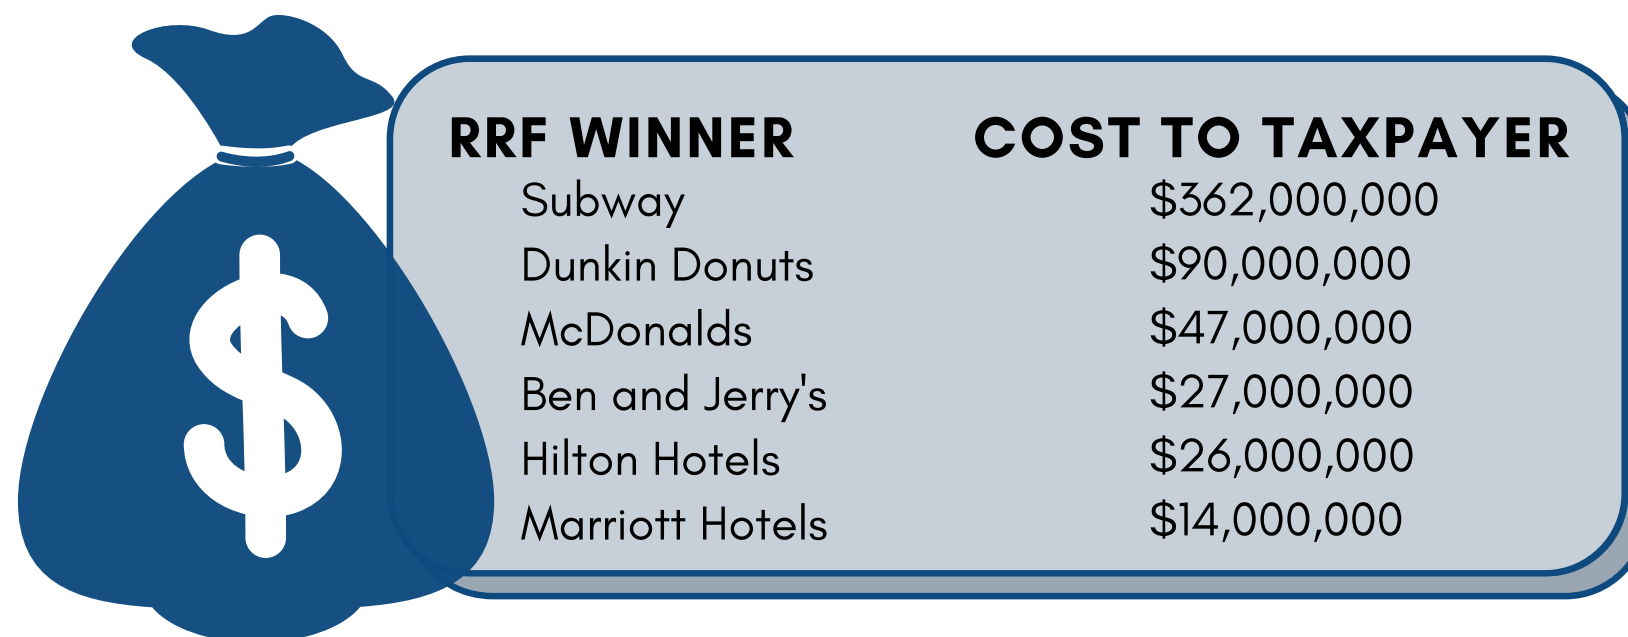 RRF WINNER COST TO TAXPAYER
Subway $362,000,000
Dunkin Donuts $90,000,000
McDonalds $47,000,000
Ben and Jerry's $27,000,000
Hilton Hotels $26,000,000
Marriott Hotels $14,000,000
$